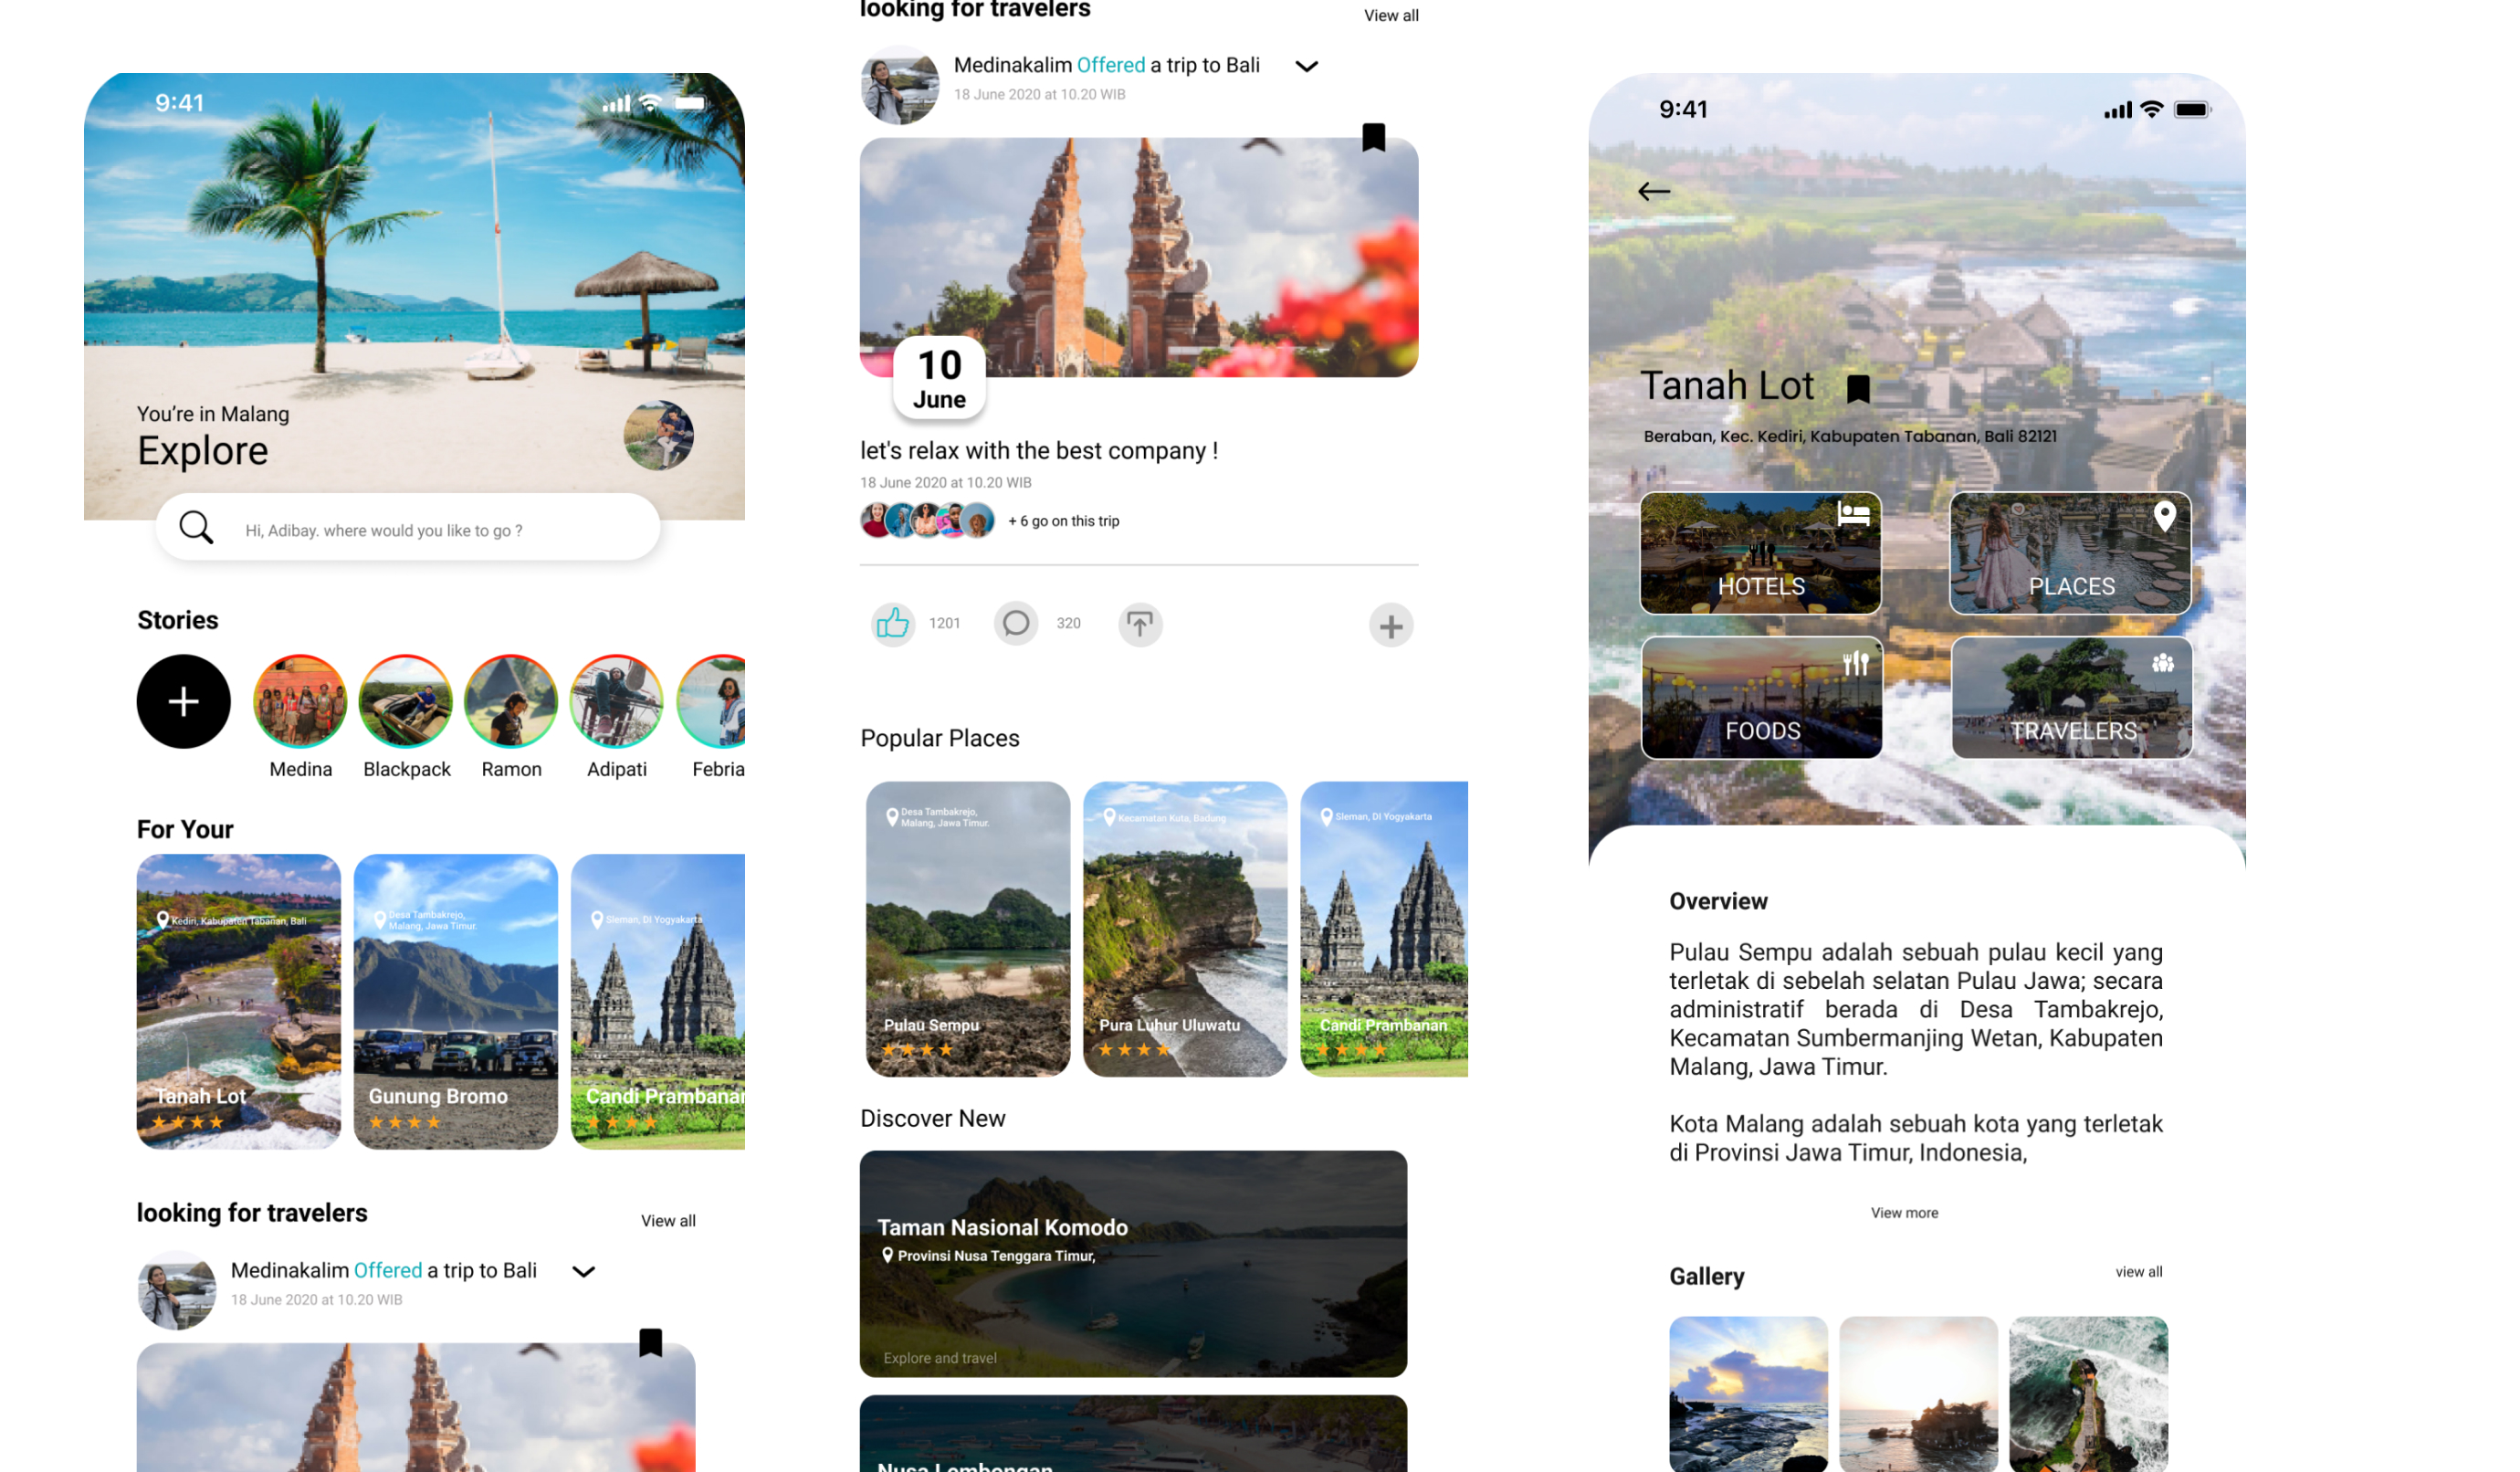 9:41
You’re in Malang
Explore
Hi, Adibay. where would you like to go ?
Stories
Medina
Blackpack
Ramon
Adipati
Febria
For Your
Kediri, Kabupaten Tabanan, Bali
Tanah Lot
Desa Tambakrejo,
Malang, Jawa Timur.
Gunung Bromo
Sleman, DI Yogyakarta
Candi Prambanan
looking for travelers
View all
Medinakalim Offered a trip to Bali
18 June 2020 at 10.20 WIB
looking for travelers
View all
Medinakalim Offered a trip to Bali
18 June 2020 at 10.20 WIB
10
June
let's relax with the best company !
18 June 2020 at 10.20 WIB
+ 6 go on this trip
1201
320
Popular Places
Desa Tambakrejo,
Malang, Jawa Timur.
Pulau Sempu
Kecamatan Kuta, Badung
Pura Luhur Uluwatu
Sleman, DI Yogyakarta
Candi Prambanan
Discover New
Taman Nasional Komodo
Provinsi Nusa Tenggara Timur,
Explore and travel
Nusa Lembongan
9:41
Tanah Lot
Beraban, Kec. Kediri, Kabupaten Tabanan, Bali 82121
HOTELS
PLACES
FOODS
TRAVELERS
Overview
Pulau Sempu adalah sebuah pulau kecil yang
terletak di sebelah selatan Pulau Jawa; secara
administratif berada di Desa Tambakrejo,
Kecamatan Sumbermanjing Wetan, Kabupaten
Malang, Jawa Timur.
Kota Malang adalah sebuah kota yang terletak
di Provinsi Jawa Timur, Indonesia,
View more
Gallery
view all